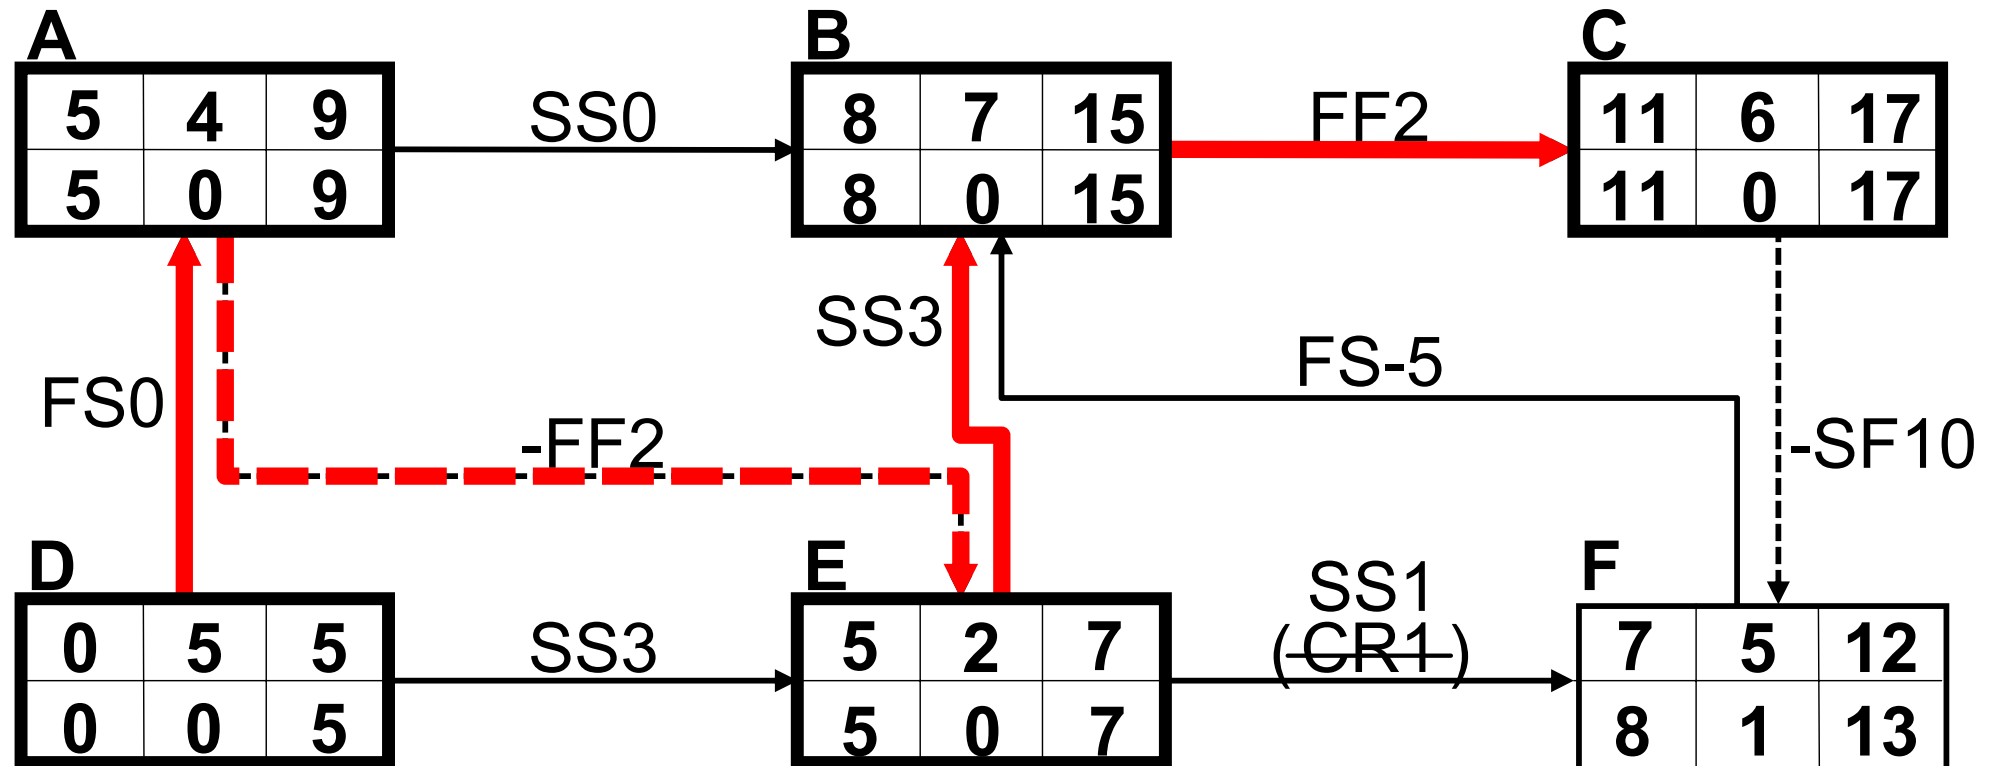 A B C
5 4 9 SS0 8 7 15 FF2 11 6 17
5 0 9 8 0 15 11 0 17
SS3
FS-5
FS0
-FF2 -SF10
D E F
SS1
0 5 5 SS3 5 2 7 (CR1) 7 5 12
0 0 5 5 0 7 8 1 13